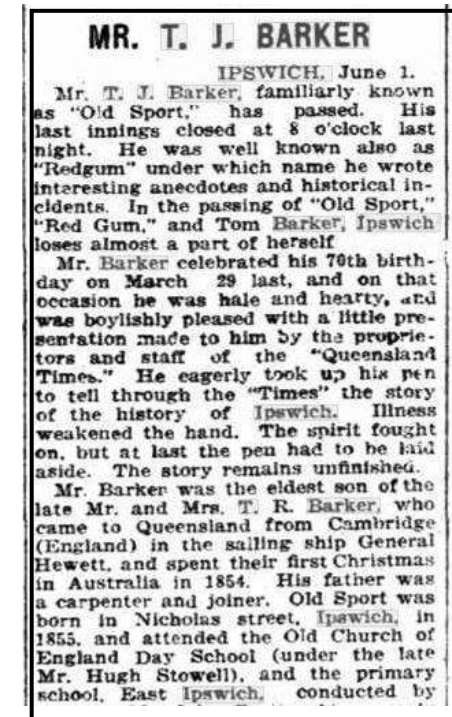 MR. T. J. BARKER
IPSWICH, June 1.
Mr. T. J. Barker, familiarly known
as "Old Sport," has passed. His
last innings closed at 8 o'clock last
night. He was well known also as
"Redgum" under which name he wrote
interesting anecdotes and historical in-
cidents. In the passing of "Old Sport,"
"Red Gum," and Tom Barker, Ipswich
loses almost a part of herself
Mr. Barker celebrated his 70th birth-
day on March 29 last, and on that
occasion he was hale and hearty, and
was boylishly pleased with a little pre-
sentation made to him by the proprie-
tors and staff of the "Queensland
Times." He eagerly took up his pen
to tell through the "Times" the story
of the history of Ipswich. Illness
weakened the hand. The spirit fought
on, but at last the pen had to be laid
aside. The story remains unfinished.
Mr. Barker was the eldest son of the
late Mr. and Mrs. T. R. Barker, who
came to Queensland from Cambridge
(England) in the sailing ship General
Hewett, and spent their first Christmas
in Australia in 1854. His father was
a carpenter and joiner. Old Sport was
born in Nicholas street, Ipswich, in
1855, and attended the Old Church of
England Day School (under the late
Mr. Hugh Stowell), and the primary
school, East Ipswich, conducted by